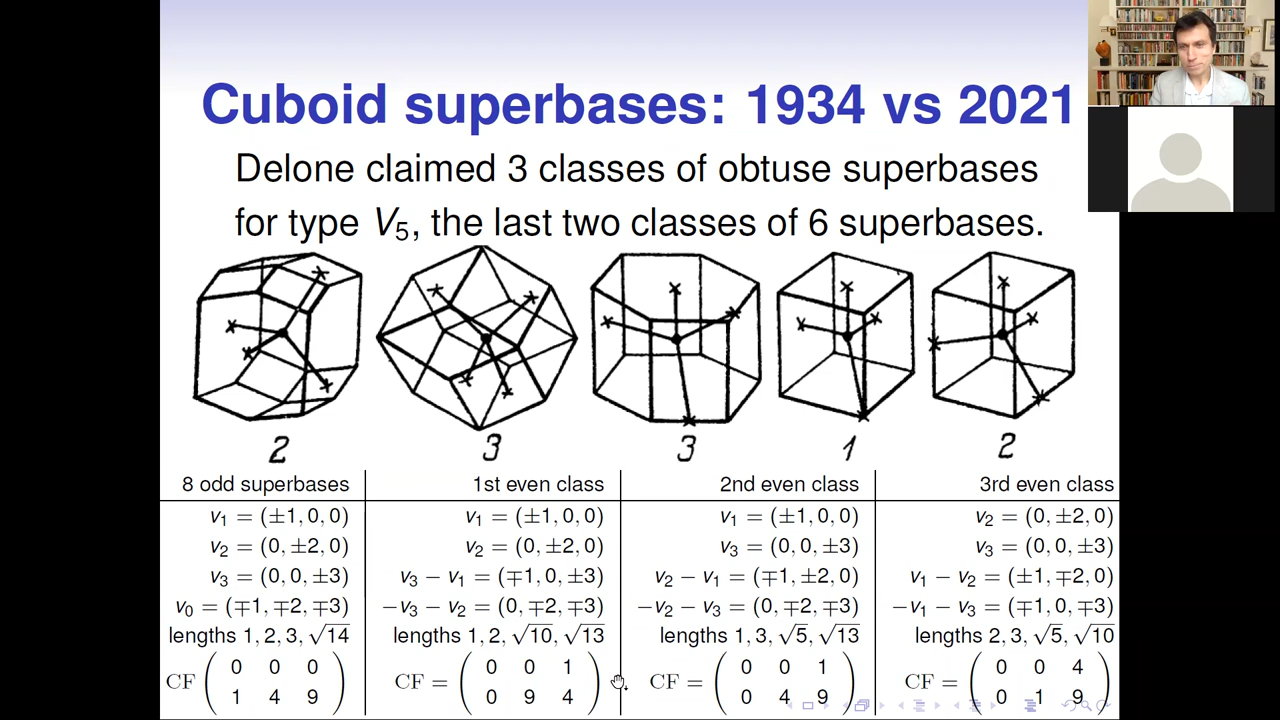 Cuboid superbases: 1934 vs 2021
Delone claimed 3 classes of obtuse superbases
for type V₅, the last two classes of 6 superbases.
2 3 3 1 2
8 odd superbases 1st even class 2nd even class 3rd even class
v₁ = (±1, 0, 0) v₁ = (±1, 0, 0) v₁ = (±1, 0, 0) v₂ = (0, ±2, 0)
v₂ = (0, ±2, 0) v₂ = (0, ±2, 0) v₃ = (0, 0, ±3) v₃ = (0, 0, ±3)
v₃ = (0, 0, ±3) v₃ − v₁ = (∓1, 0, ±3) v₂ − v₁ = (∓1, ±2, 0) v₁ − v₂ = (±1, ∓2, 0)
v₀ = (∓1, ∓2, ∓3) −v₃ − v₂ = (0, ∓2, ∓3) −v₂ − v₃ = (0, ∓2, ∓3) −v₁ − v₃ = (∓1, 0, ∓3)
lengths 1, 2, 3, √14 lengths 1, 2, √10, √13 lengths 1, 3, √5, √13 lengths 2, 3, √5, √10
0 0 0 0 0 1 0 0 1 0 0 4
CF CF = CF = CF =
1 4 9 0 9 4 0 4 9 0 1 9